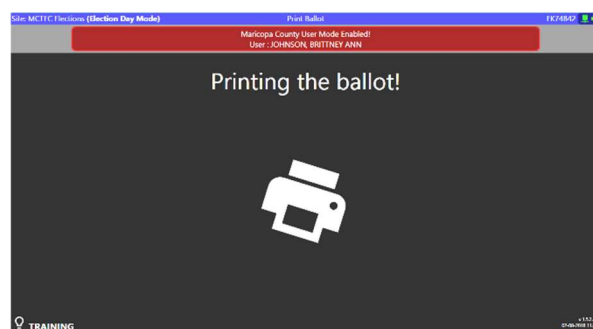 Site: MCTEC Elections (Election Day Mode)
Print Ballot
Maricopa County User Mode Enabled!
User : JOHNSON, BRITTNEY ANN
Printing the ballot!
TRAINING